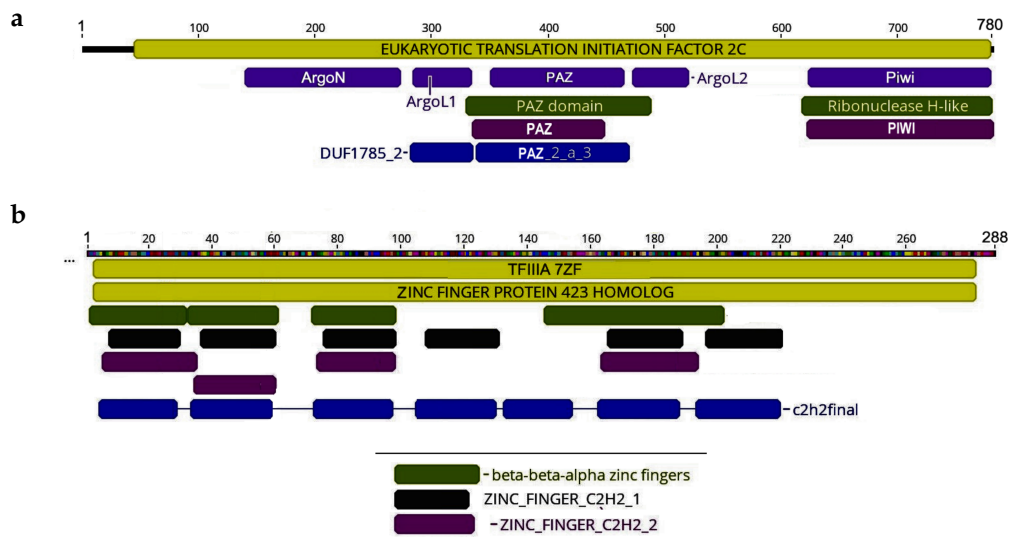 a
1 100 200 300 400 500 600 700 780
EUKARYOTIC TRANSLATION INITIATION FACTOR 2C
ArgoN PAZ ArgoL2 Piwi
ArgoL1
PAZ domain Ribonuclease H-like
PAZ PIWI
DUF1785_2 PAZ_2_a_3
b
1 20 40 60 80 100 120 140 160 180 200 220 240 260 288
...
TFIIIA 7ZF
ZINC FINGER PROTEIN 423 HOMOLOG
c2h2final
beta-beta-alpha zinc fingers
ZINC_FINGER_C2H2_1
ZINC_FINGER_C2H2_2